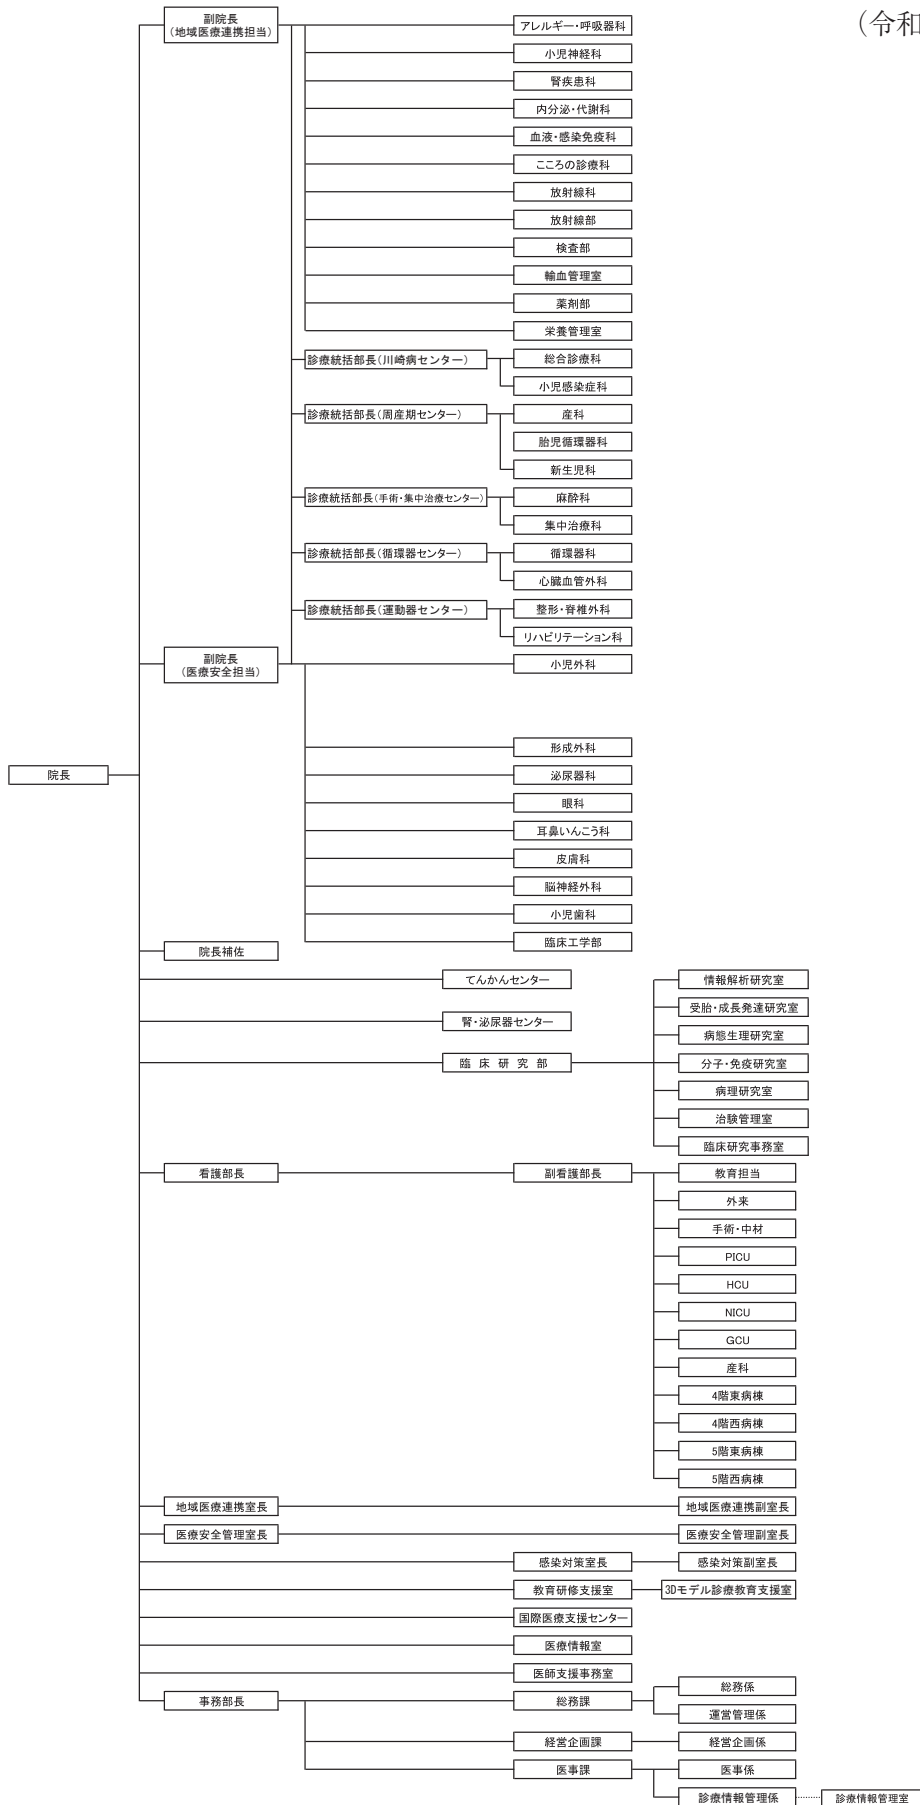 (令和
副院長
(地域医療連携担当)
アレルギー・呼吸器科
小児神経科
腎疾患科
内分泌・代謝科
血液・感染免疫科
こころの診療科
放射線科
放射線部
検査部
輸血管理室
薬剤部
栄養管理室
診療統括部長(川崎病センター)
総合診療科
小児感染症科
診療統括部長(周産期センター)
産科
胎児循環器科
新生児科
診療統括部長(手術・集中治療センター)
麻酔科
集中治療科
診療統括部長(循環器センター)
循環器科
心臓血管外科
診療統括部長(運動器センター)
整形・脊椎外科
リハビリテーション科
副院長
(医療安全担当)
小児外科
形成外科
院長
泌尿器科
眼科
耳鼻いんこう科
皮膚科
脳神経外科
小児歯科
臨床工学部
院長補佐
てんかんセンター
腎・泌尿器センター
臨床研究部
情報解析研究室
受胎・成長発達研究室
病態生理研究室
分子・免疫研究室
病理研究室
治験管理室
臨床研究事務室
看護部長
副看護部長
教育担当
外来
手術・中材
PICU
HCU
NICU
GCU
産科
4階東病棟
4階西病棟
5階東病棟
5階西病棟
地域医療連携室長
地域医療連携副室長
医療安全管理室長
医療安全管理副室長
感染対策室長
感染対策副室長
教育研修支援室
3Dモデル診療教育支援室
国際医療支援センター
医療情報室
医師支援事務室
事務部長
総務課
総務係
運営管理係
経営企画課
経営企画係
医事課
医事係
診療情報管理係
診療情報管理室